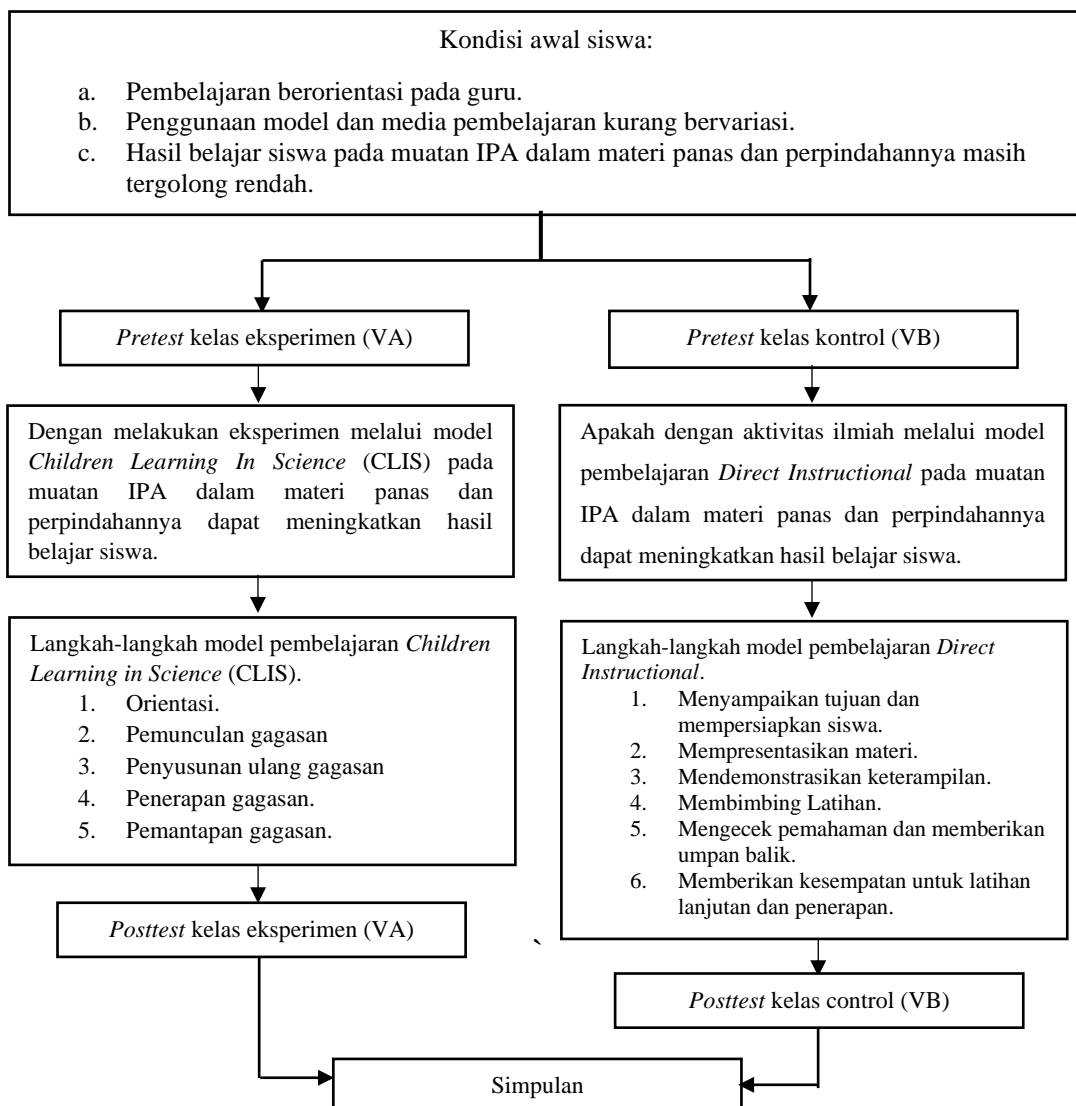 Kondisi awal siswa:
a. Pembelajaran berorientasi pada guru.
b. Penggunaan model dan media pembelajaran kurang bervariasi.
c. Hasil belajar siswa pada muatan IPA dalam materi panas dan perpindahannya masih
tergolong rendah.
Pretest kelas eksperimen (VA)
Pretest kelas kontrol (VB)
Dengan melakukan eksperimen melalui model
Children Learning In Science (CLIS) pada
muatan IPA dalam materi panas dan
perpindahannya dapat meningkatkan hasil
belajar siswa.
Apakah dengan aktivitas ilmiah melalui model
pembelajaran Direct Instructional pada muatan
IPA dalam materi panas dan perpindahannya
dapat meningkatkan hasil belajar siswa.
Langkah-langkah model pembelajaran Children
Learning in Science (CLIS).
1. Orientasi.
2. Pemunculan gagasan
3. Penyusunan ulang gagasan
4. Penerapan gagasan.
5. Pemantapan gagasan.
Langkah-langkah model pembelajaran Direct
Instructional.
1. Menyampaikan tujuan dan
mempersiapkan siswa.
2. Mempresentasikan materi.
3. Mendemonstrasikan keterampilan.
4. Membimbing Latihan.
5. Mengecek pemahaman dan memberikan
umpan balik.
6. Memberikan kesempatan untuk latihan
lanjutan dan penerapan.
Posttest kelas eksperimen (VA)
`
Posttest kelas control (VB)
Simpulan